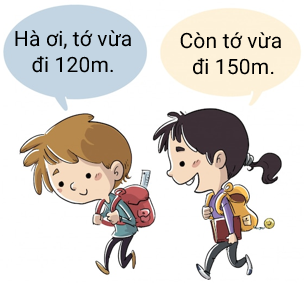 Hà ơi, tớ vừa
đi 120m.
Còn tớ vừa
đi 150m.